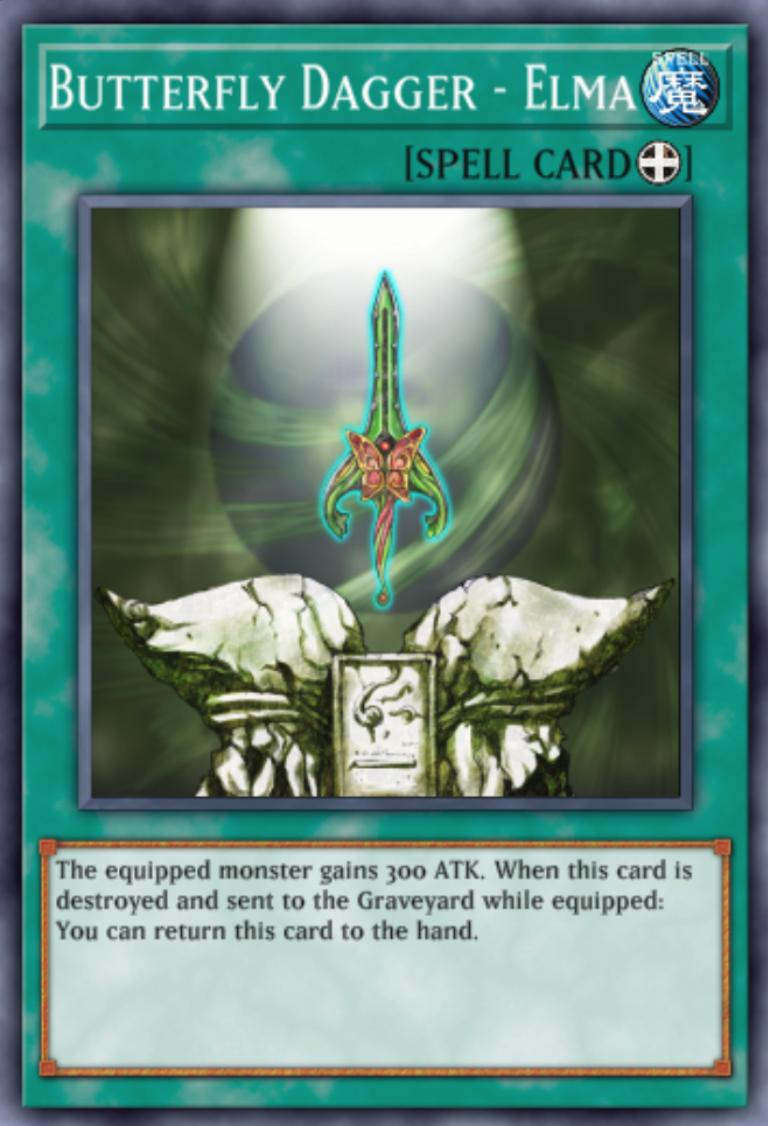 BUTTERFLY DAGGER - ELMA
SPELL
魔
[SPELL CARD]
The equipped monster gains 300 ATK. When this card is
destroyed and sent to the Graveyard while equipped:
You can return this card to the hand.